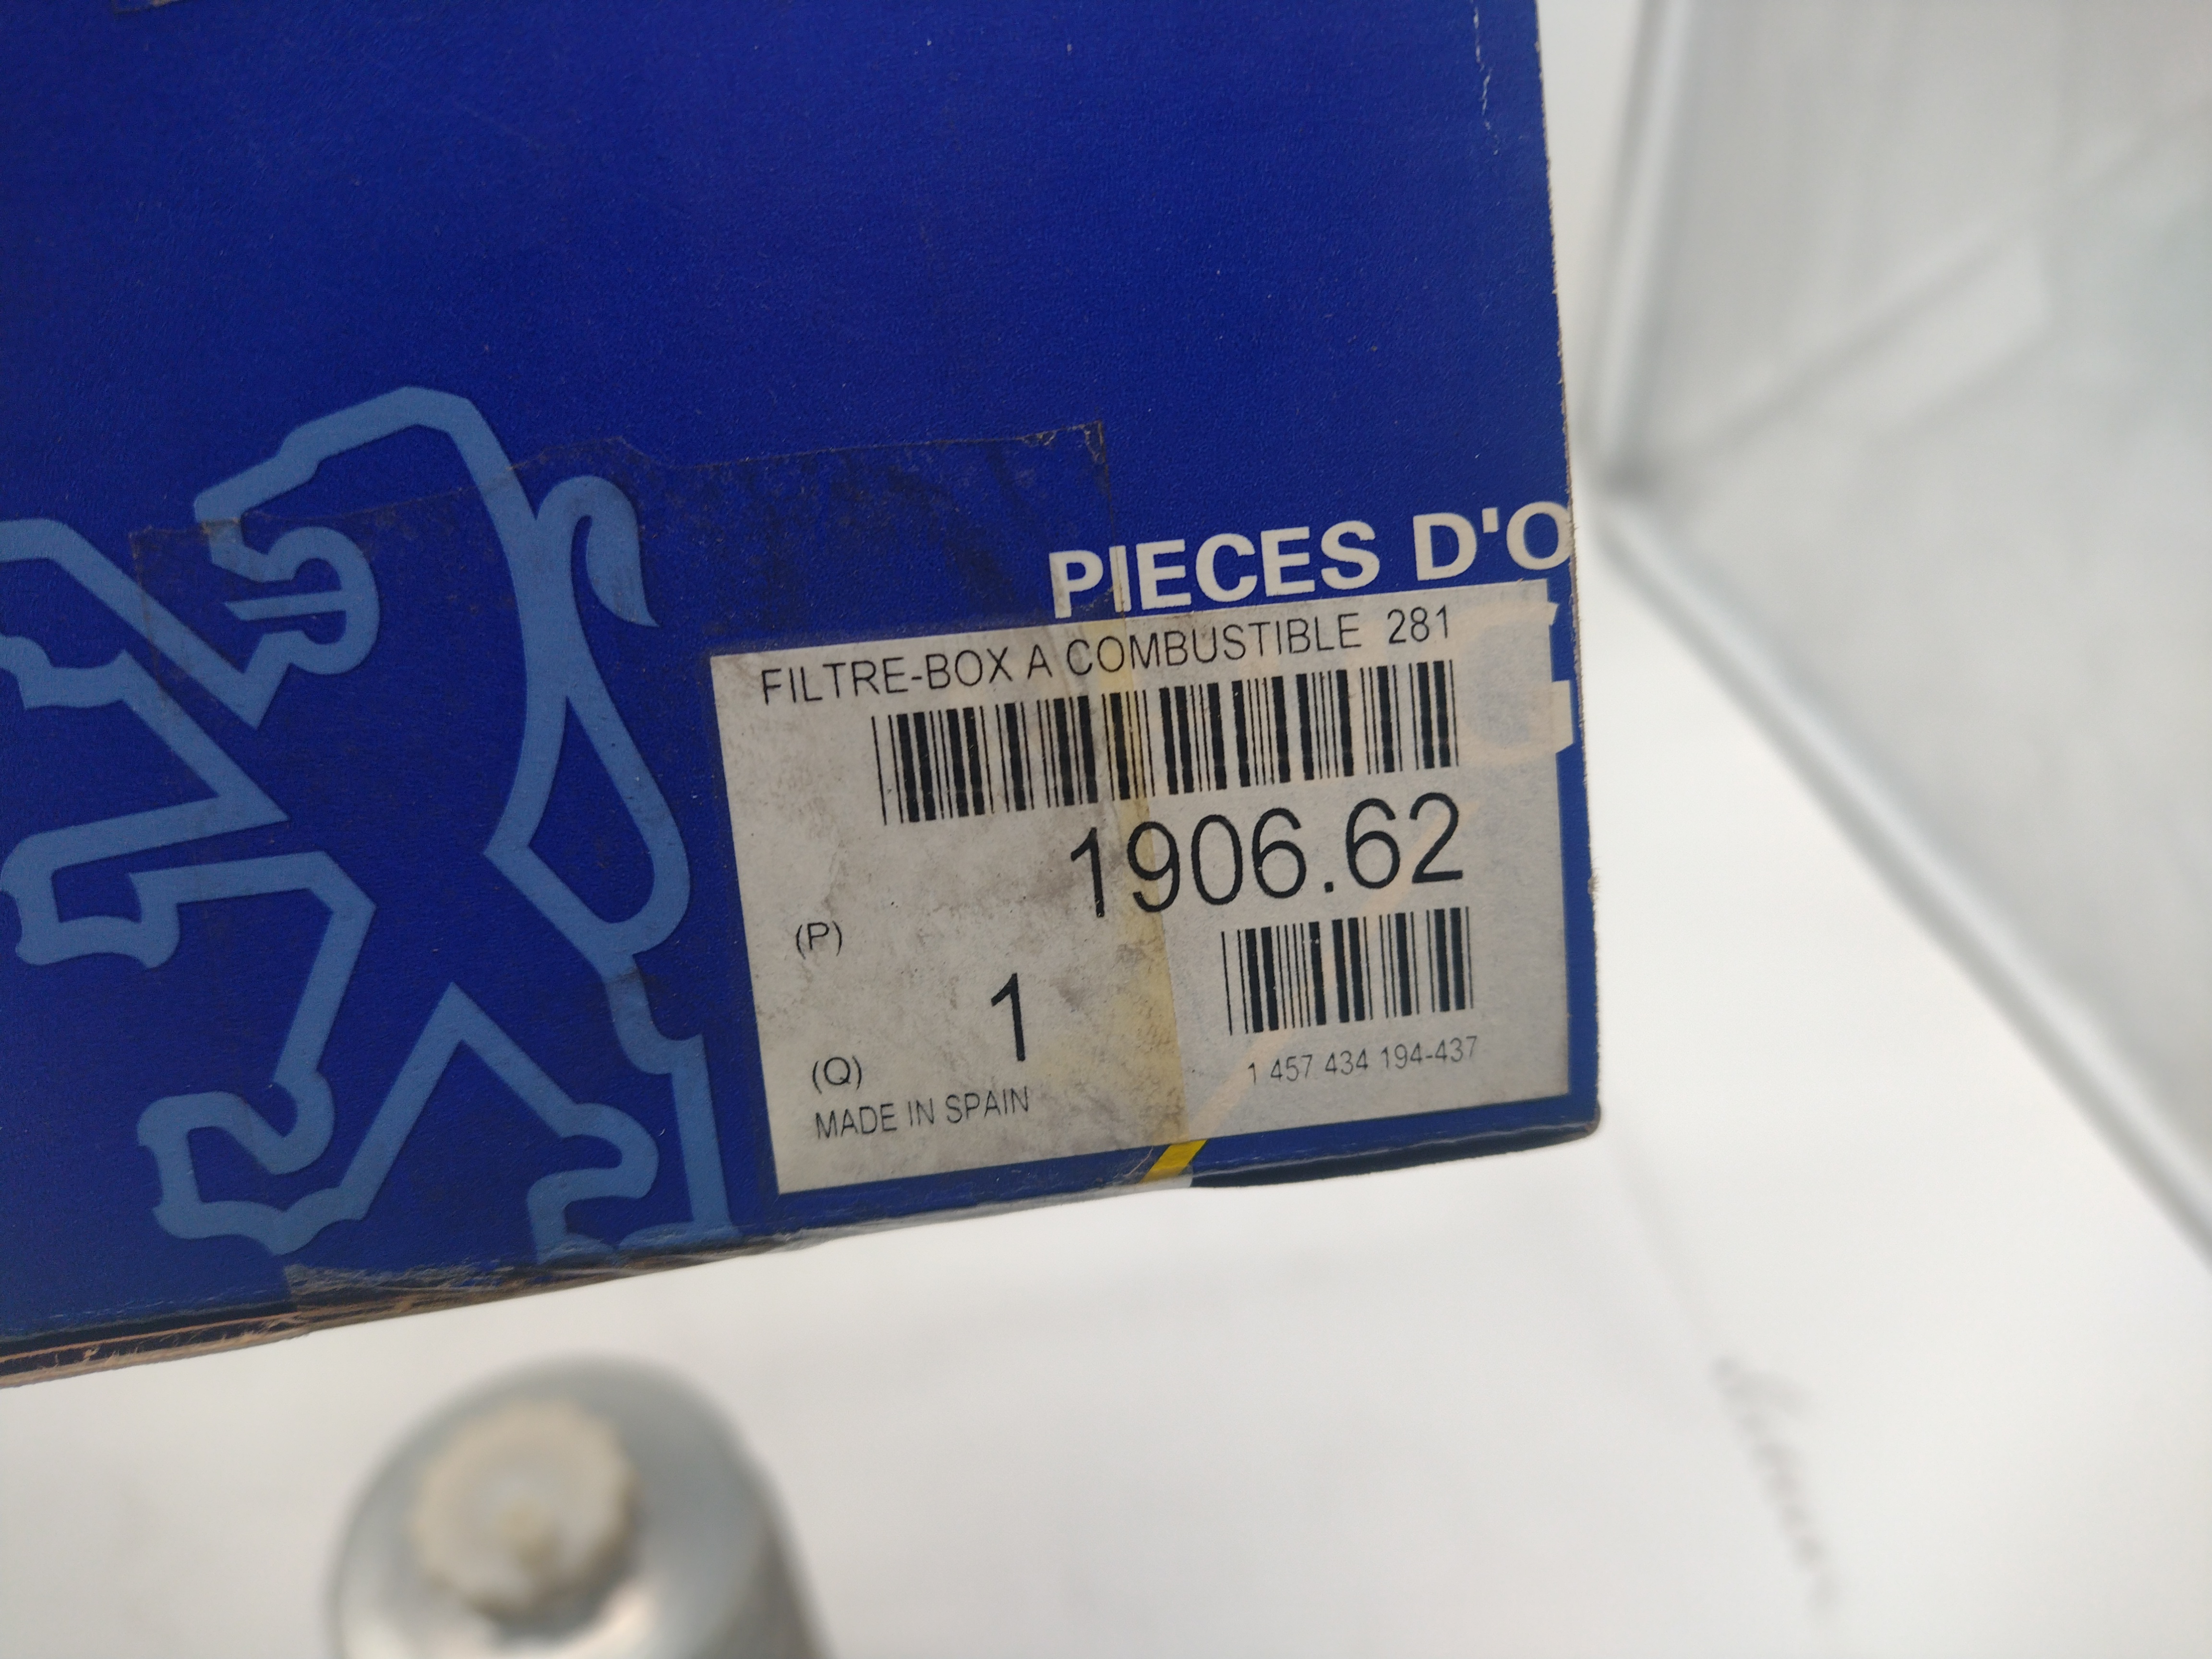 PIECES D'O
FILTRE-BOX A COMBUSTIBLE 281
1906.62
(P)
1
(Q)
1 457 434 194-437
MADE IN SPAIN